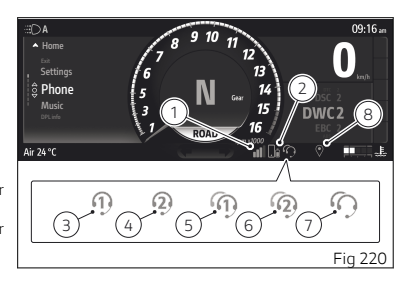 A
09:16 am
Home
Exit
Settings
Phone
Music
DPL info
1
3
5
6
7
8
9
10
11
12
13
14
15
16
N
Gear
ROAD
x1000
0
km/h
DSC 2
DWC 2
EBC 2
Air 24 °C
1
2
8
1
2
1
2
3
4
5
6
7
r
r
Fig 220